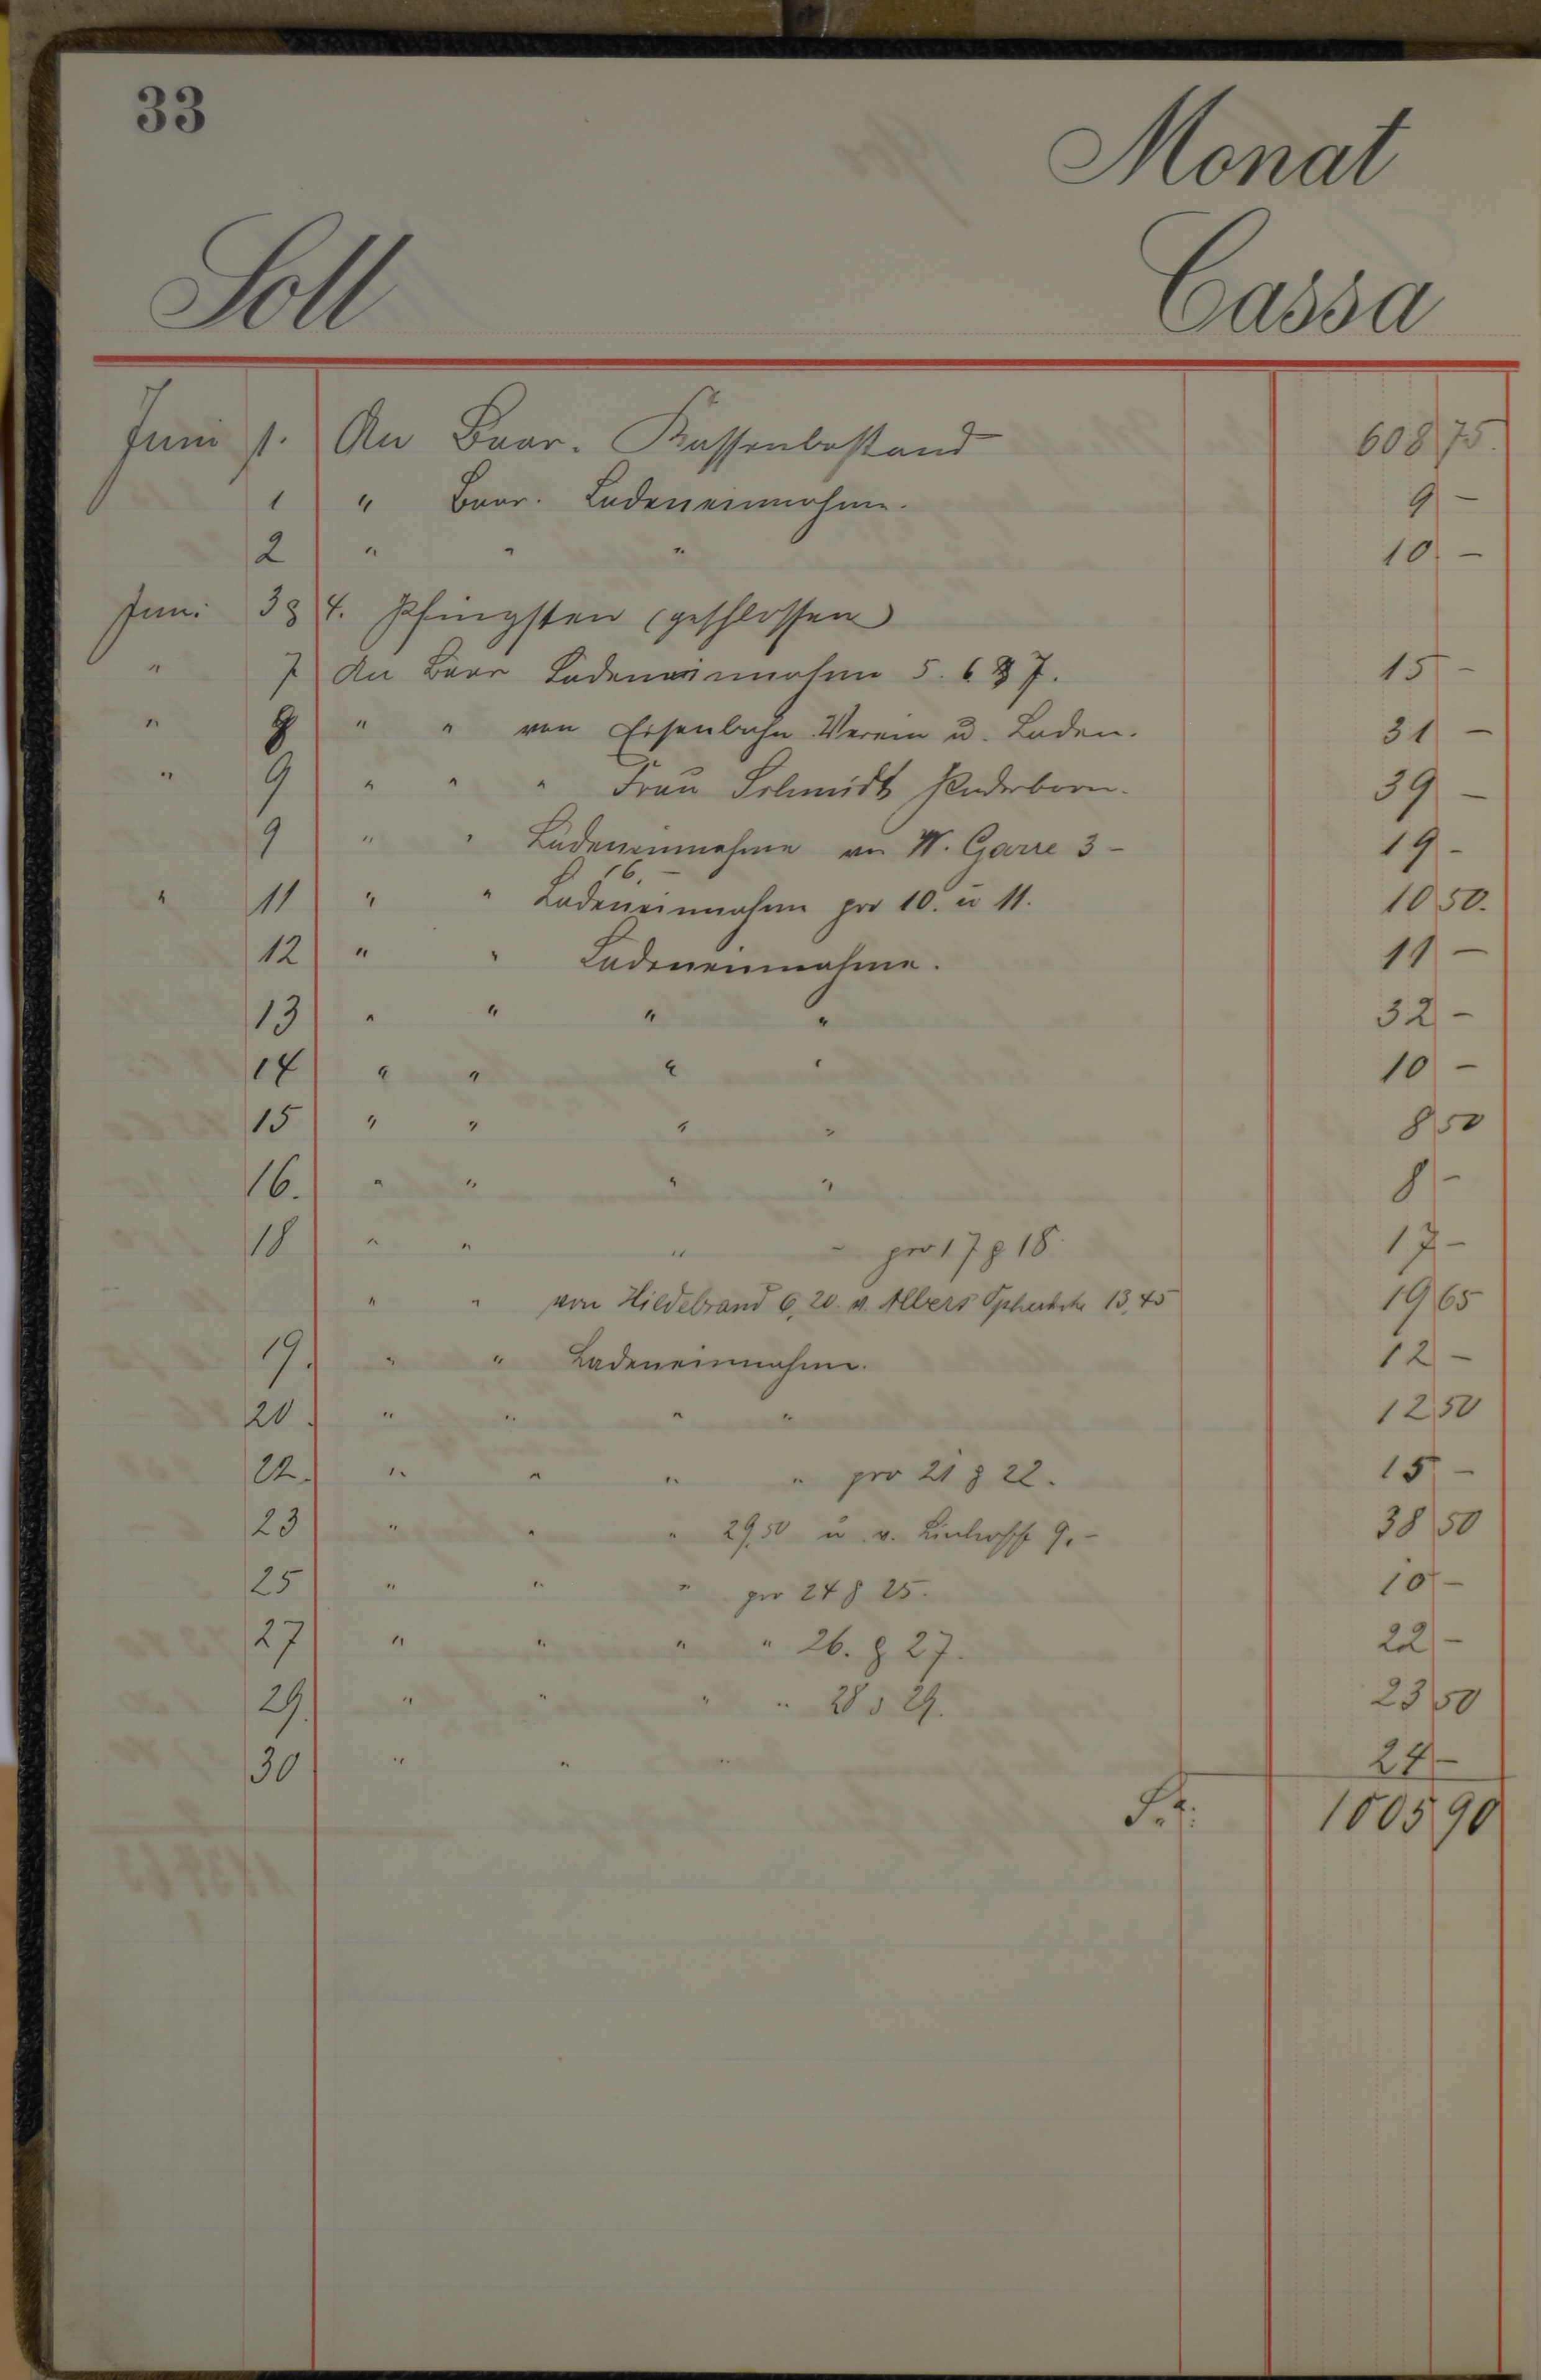 33
Monat
Soll Cassa
Juni 1. An Baar. Kassenbestand 608 75.
1 " Baar. Ladeneinnahme. 9 –
2 " " " 10 –
Juni 3 & 4. Pfingsten (geschlossen)
" 7 An Baar Ladeneinnahme 5. 6 & 7. 15 –
" 8 " " von Eisenbahn Verein u. Laden. 31 –
" 9 " " " Frau Schmidt Paderborn. 39 –
9 " " Ladeneinnahme W. Garre 3 – 19 –
16.–
" 11 " " Ladeneinnahme pro 10. u 11. 10 50.
12 " " Ladeneinnahme. 11 –
13 " " " " 32 –
14 " " " " 10 –
15 " " " " 8 50
16. " " " " 8 –
18 " " " " pro 17 & 18 17 –
" " von Hildebrand 6,20 v. Albers 13,45 19 65
19. " " Ladeneinnahme. 12 –
20. " " " " 12 50
22. " " " " pro 21 & 22. 15 –
23 " " " 29,50 u. v. 9.– 38 50
25 " " " pro 24 & 25. 10 –
27 " " " " 26. & 27. 22 –
29. " " " " 28 & 29. 23 50
30 " " " 24 –
1005 90